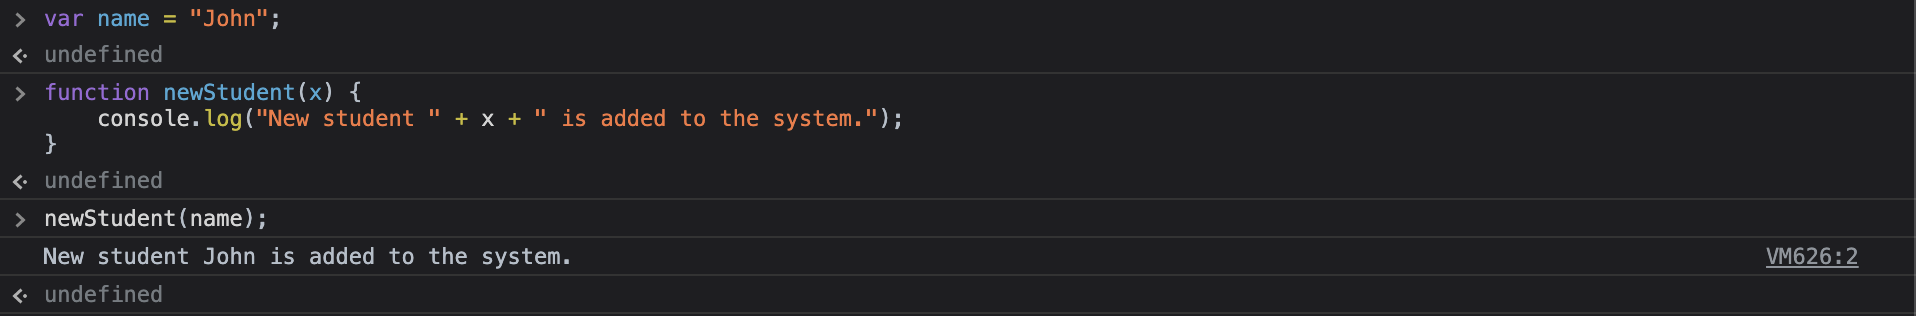 > var name = "John";
<· undefined
> function newStudent(x) {
    console.log("New student " + x + " is added to the system.");
}
<· undefined
> newStudent(name);
New student John is added to the system. VM626:2
<· undefined